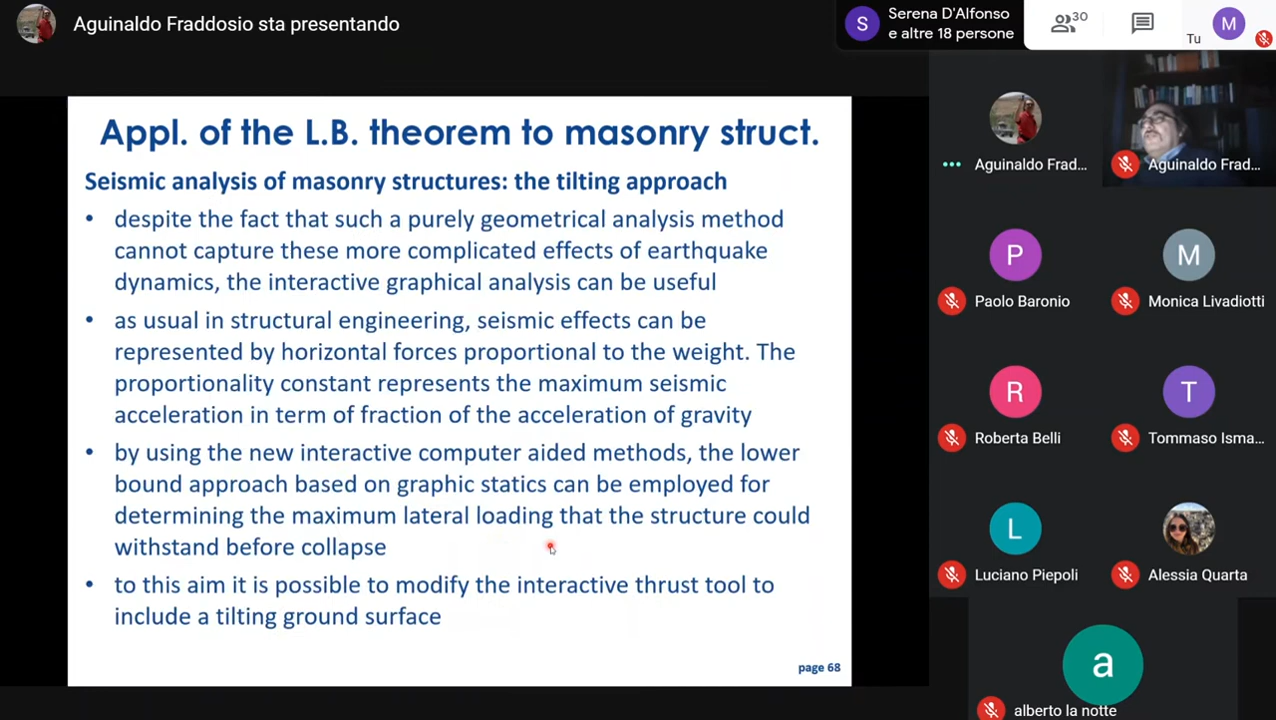 Aguinaldo Fraddosio sta presentando
S
Serena D'Alfonso
e altre 18 persone
30
Tu
M
Appl. of the L.B. theorem to masonry struct.
Seismic analysis of masonry structures: the tilting approach
• despite the fact that such a purely geometrical analysis method
cannot capture these more complicated effects of earthquake
dynamics, the interactive graphical analysis can be useful
• as usual in structural engineering, seismic effects can be
represented by horizontal forces proportional to the weight. The
proportionality constant represents the maximum seismic
acceleration in term of fraction of the acceleration of gravity
• by using the new interactive computer aided methods, the lower
bound approach based on graphic statics can be employed for
determining the maximum lateral loading that the structure could
withstand before collapse
• to this aim it is possible to modify the interactive thrust tool to
include a tilting ground surface
page 68
Aguinaldo Frad...
Aguinaldo Frad...
P
Paolo Baronio
M
Monica Livadiotti
R
Roberta Belli
T
Tommaso Isma...
L
Luciano Piepoli
Alessia Quarta
a
alberto la notte